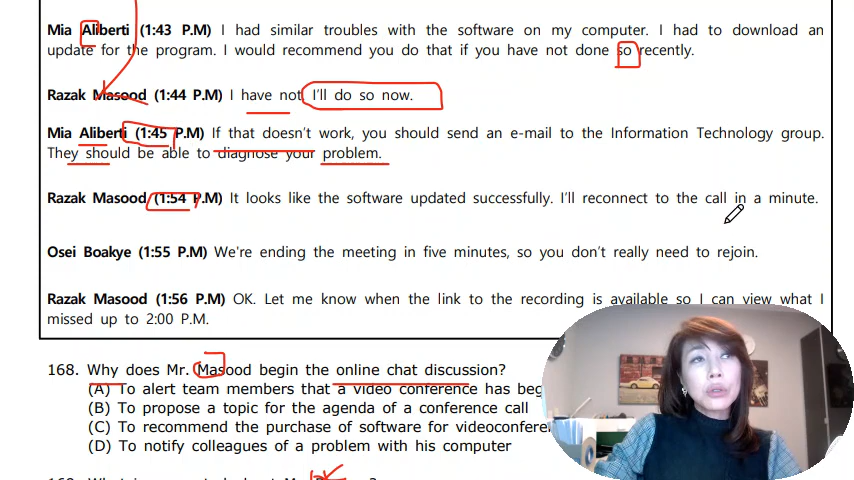 Mia Aliberti (1:43 P.M) I had similar troubles with the software on my computer. I had to download an
update for the program. I would recommend you do that if you have not done so recently.
Razak Masood (1:44 P.M) I have not I'll do so now.
Mia Aliberti (1:45 P.M) If that doesn't work, you should send an e-mail to the Information Technology group.
They should be able to diagnose your problem.
Razak Masood (1:54 P.M) It looks like the software updated successfully. I'll reconnect to the call in a minute.
Osei Boakye (1:55 P.M) We're ending the meeting in five minutes, so you don't really need to rejoin.
Razak Masood (1:56 P.M) OK. Let me know when the link to the recording is available so I can view what I
missed up to 2:00 P.M.
168. Why does Mr. Masood begin the online chat discussion?
(A) To alert team members that a video conference has
(B) To propose a topic for the agenda of a conference call
(C) To recommend the purchase of software for
(D) To notify colleagues of a problem with his computer